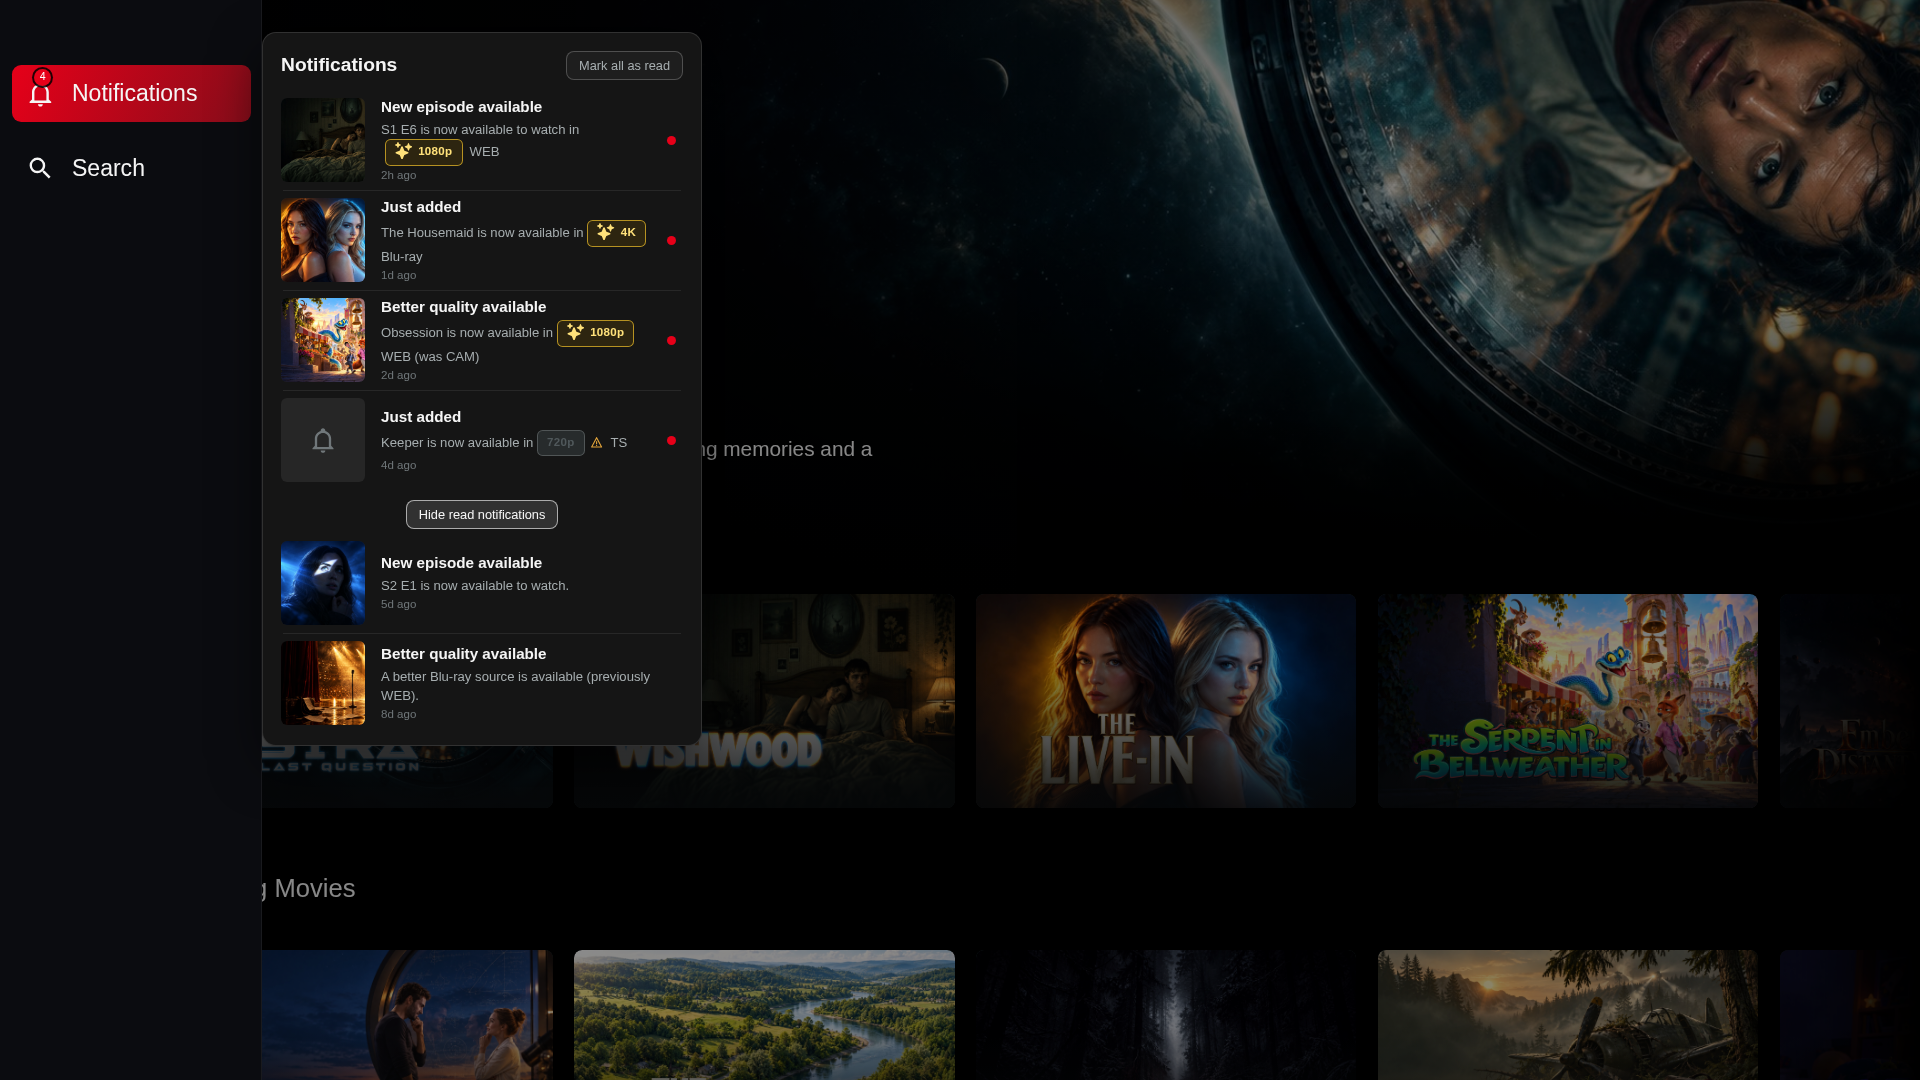 4
Notifications
Search
Notifications
Mark all as read
New episode available
S1 E6 is now available to watch in
1080p WEB
2h ago
Just added
The Housemaid is now available in 4K
Blu-ray
1d ago
Better quality available
Obsession is now available in 1080p
WEB (was CAM)
2d ago
Just added
Keeper is now available in 720p TS
4d ago
Hide read notifications
New episode available
S2 E1 is now available to watch.
5d ago
Better quality available
A better Blu-ray source is available (previously
WEB).
8d ago
memories and a
LAST QUESTION
WISHWOOD
THE
LIVE-IN
THE SERPENT IN
BELLWEATHER
Movies